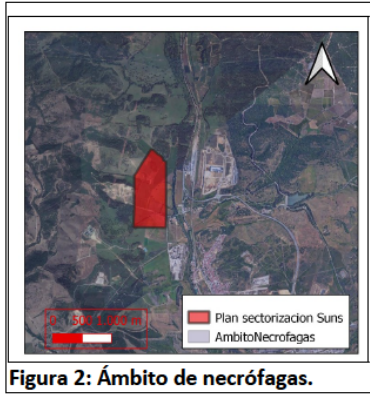 0 500 1.000 m
Plan sectorizacion Suns
AmbitoNecrofagas
Figura 2: Ámbito de necrófagas.